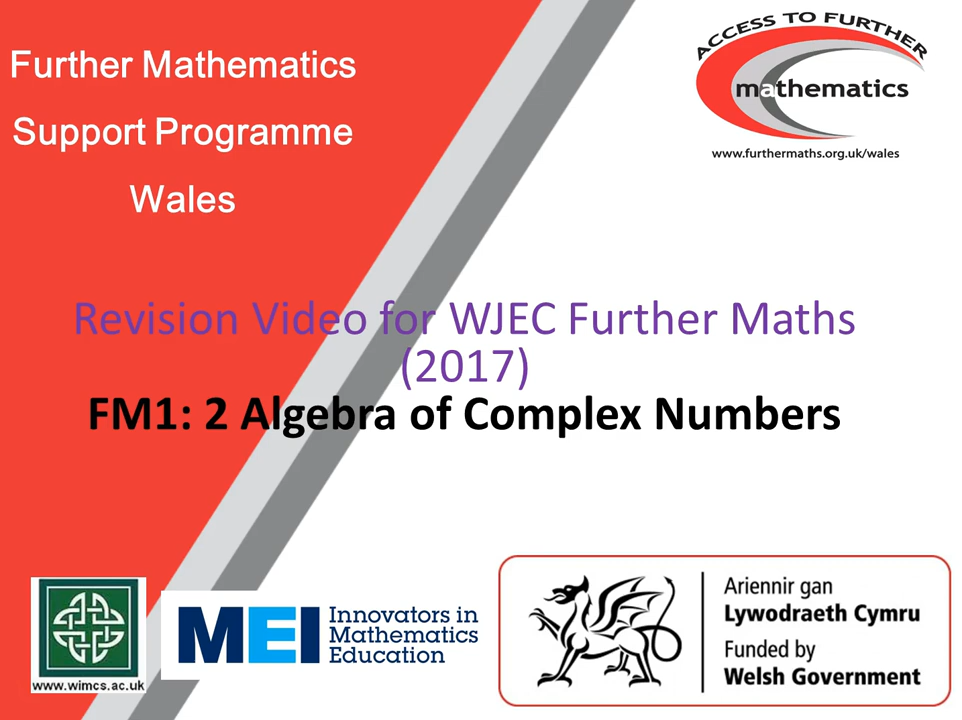 Further Mathematics
Support Programme
Wales
ACCESS TO FURTHER
mathematics
www.furthermaths.org.uk/wales
Revision Video for WJEC Further Maths
(2017)
FM1: 2 Algebra of Complex Numbers
www.wimcs.ac.uk
MEI
Innovators in
Mathematics
Education
Ariennir gan
Lywodraeth Cymru
Funded by
Welsh Government